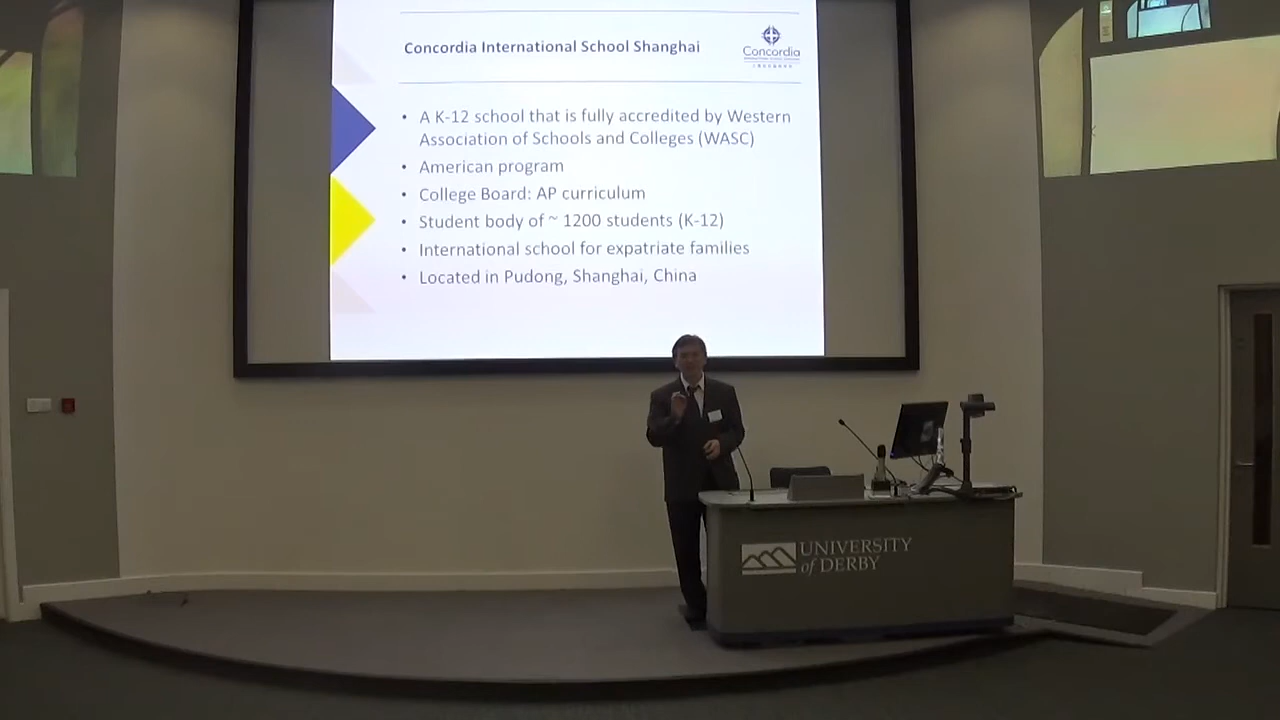 Concordia International School Shanghai
Concordia
• A K-12 school that is fully accredited by Western
Association of Schools and Colleges (WASC)
• American program
• College Board: AP curriculum
• Student body of ~ 1200 students (K-12)
• International school for expatriate families
• Located in Pudong, Shanghai, China
UNIVERSITY
of DERBY